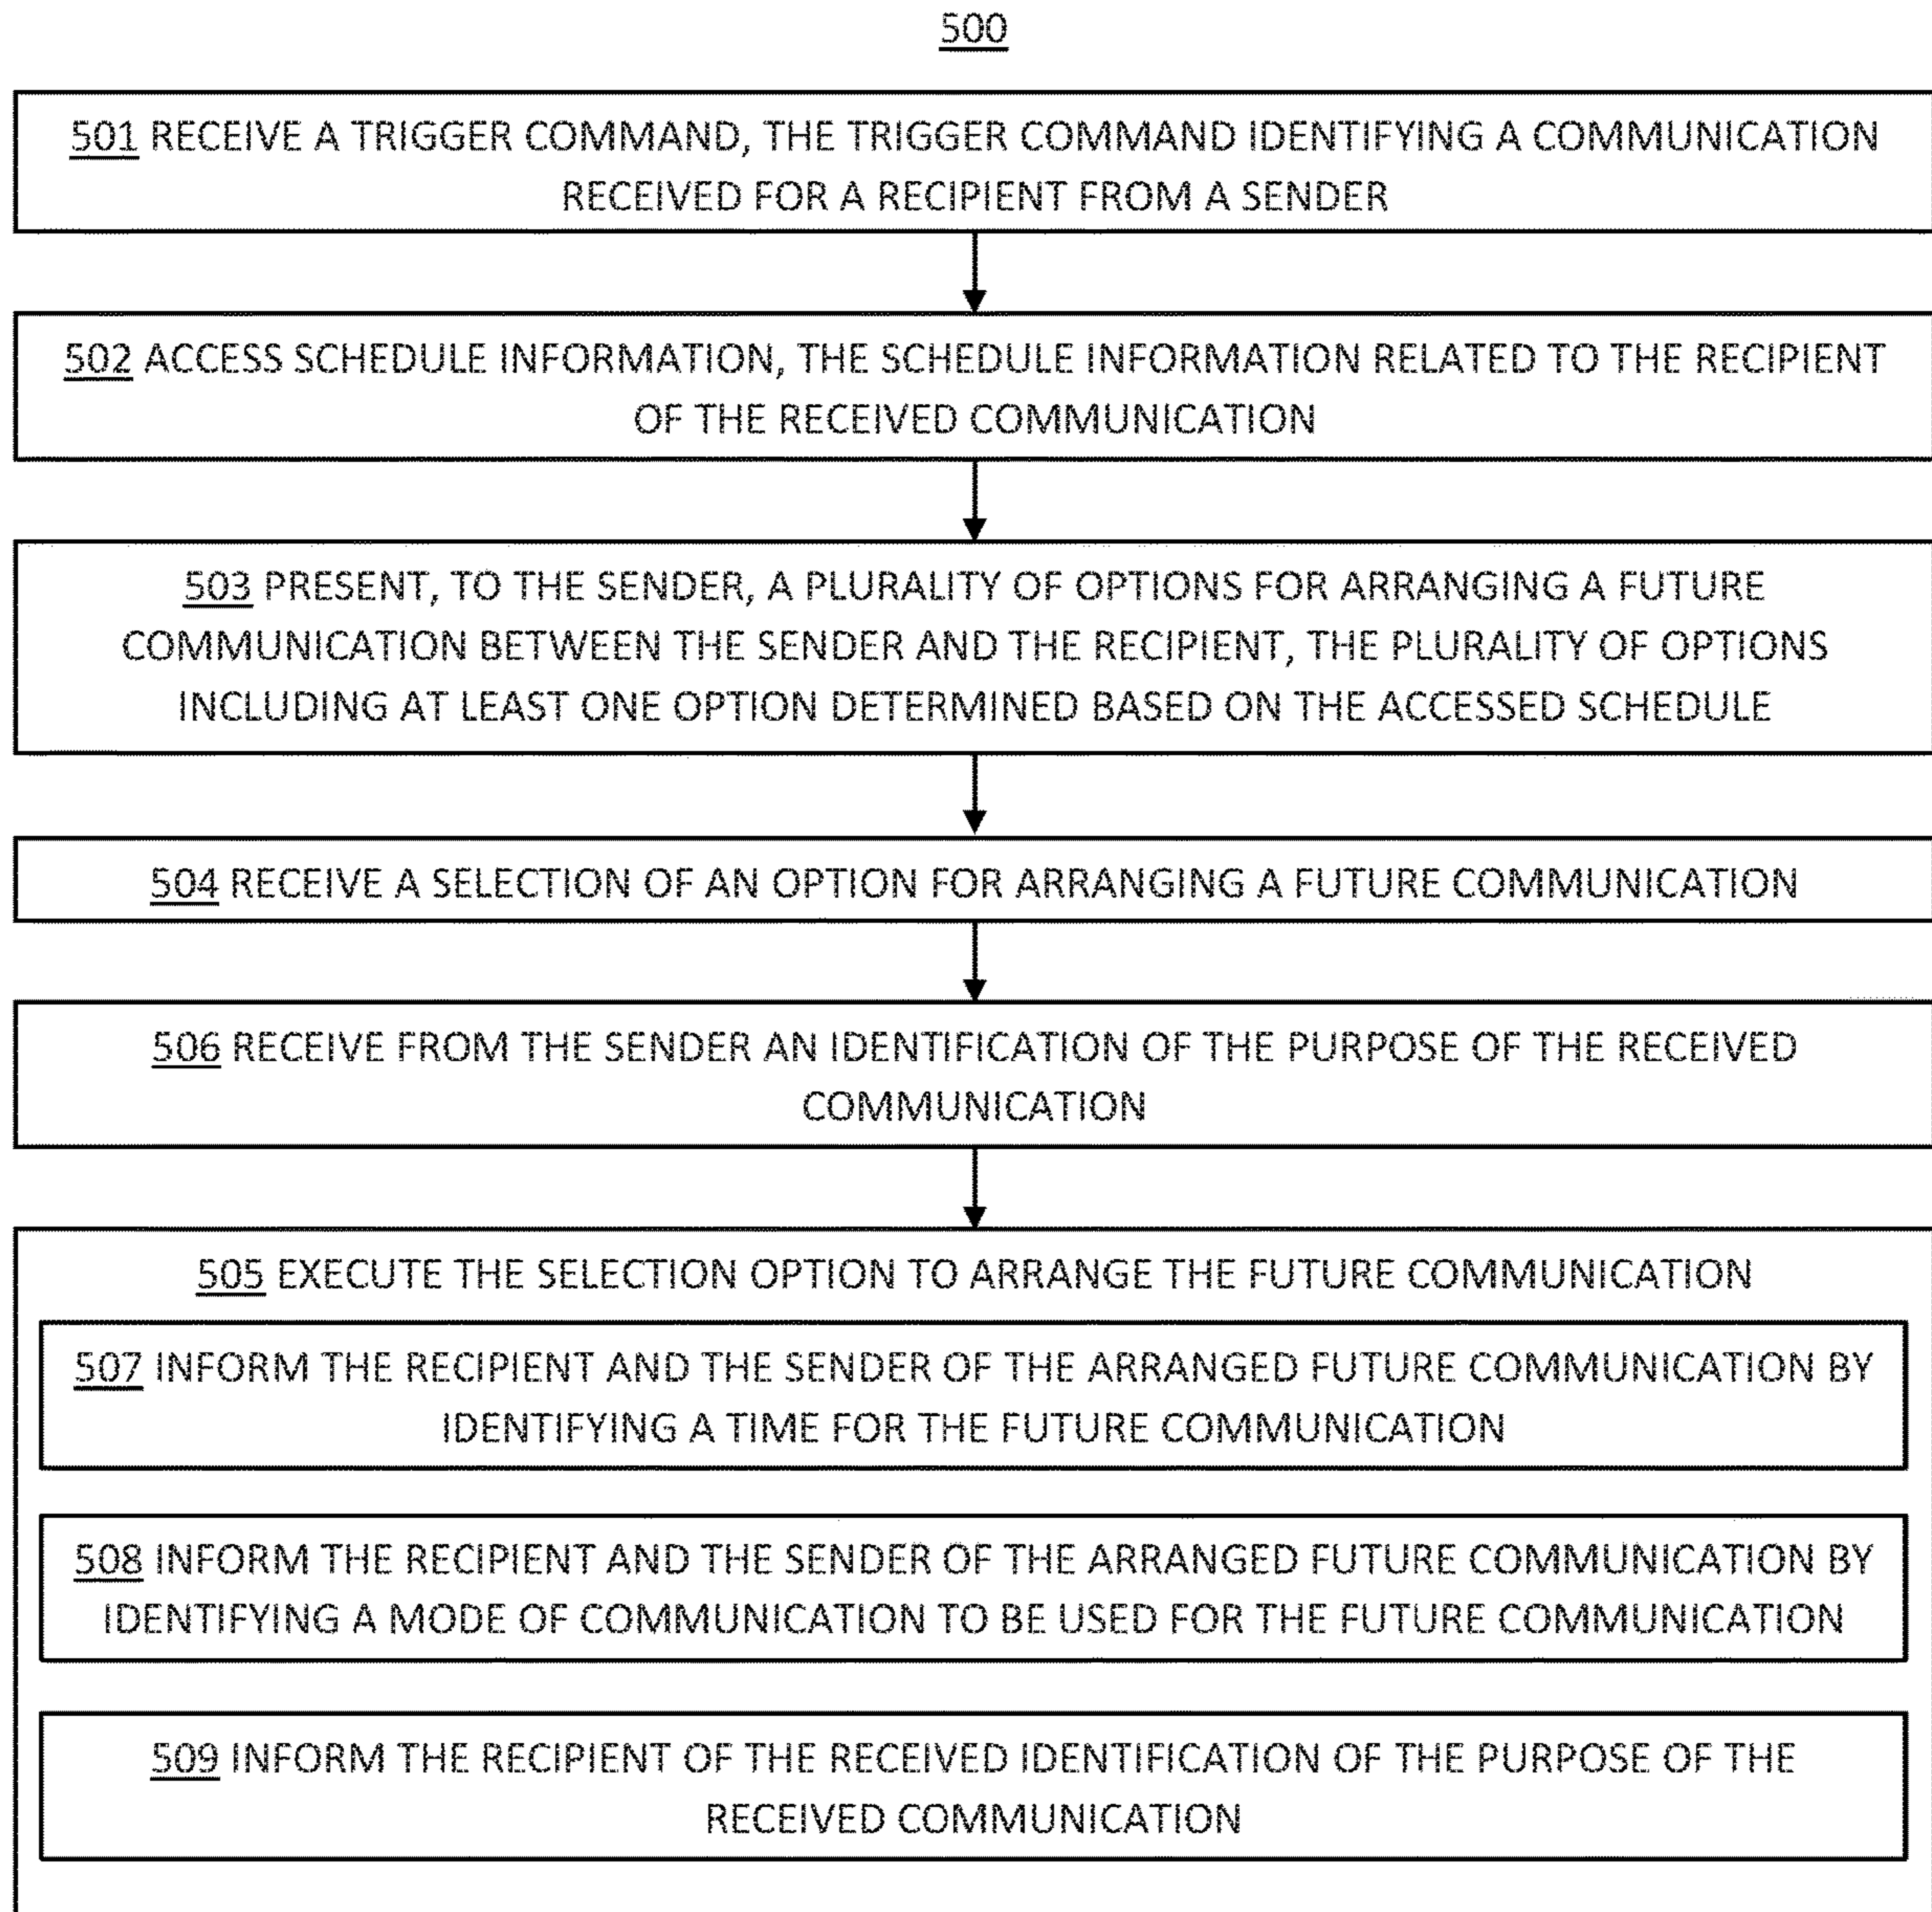 500
501 RECEIVE A TRIGGER COMMAND, THE TRIGGER COMMAND IDENTIFYING A COMMUNICATION
RECEIVED FOR A RECIPIENT FROM A SENDER
502 ACCESS SCHEDULE INFORMATION, THE SCHEDULE INFORMATION RELATED TO THE RECIPIENT
OF THE RECEIVED COMMUNICATION
503 PRESENT, TO THE SENDER, A PLURALITY OF OPTIONS FOR ARRANGING A FUTURE
COMMUNICATION BETWEEN THE SENDER AND THE RECIPIENT, THE PLURALITY OF OPTIONS
INCLUDING AT LEAST ONE OPTION DETERMINED BASED ON THE ACCESSED SCHEDULE
504 RECEIVE A SELECTION OF AN OPTION FOR ARRANGING A FUTURE COMMUNICATION
506 RECEIVE FROM THE SENDER AN IDENTIFICATION OF THE PURPOSE OF THE RECEIVED
COMMUNICATION
505 EXECUTE THE SELECTION OPTION TO ARRANGE THE FUTURE COMMUNICATION
507 INFORM THE RECIPIENT AND THE SENDER OF THE ARRANGED FUTURE COMMUNICATION BY
IDENTIFYING A TIME FOR THE FUTURE COMMUNICATION
508 INFORM THE RECIPIENT AND THE SENDER OF THE ARRANGED FUTURE COMMUNICATION BY
IDENTIFYING A MODE OF COMMUNICATION TO BE USED FOR THE FUTURE COMMUNICATION
509 INFORM THE RECIPIENT OF THE RECEIVED IDENTIFICATION OF THE PURPOSE OF THE
RECEIVED COMMUNICATION